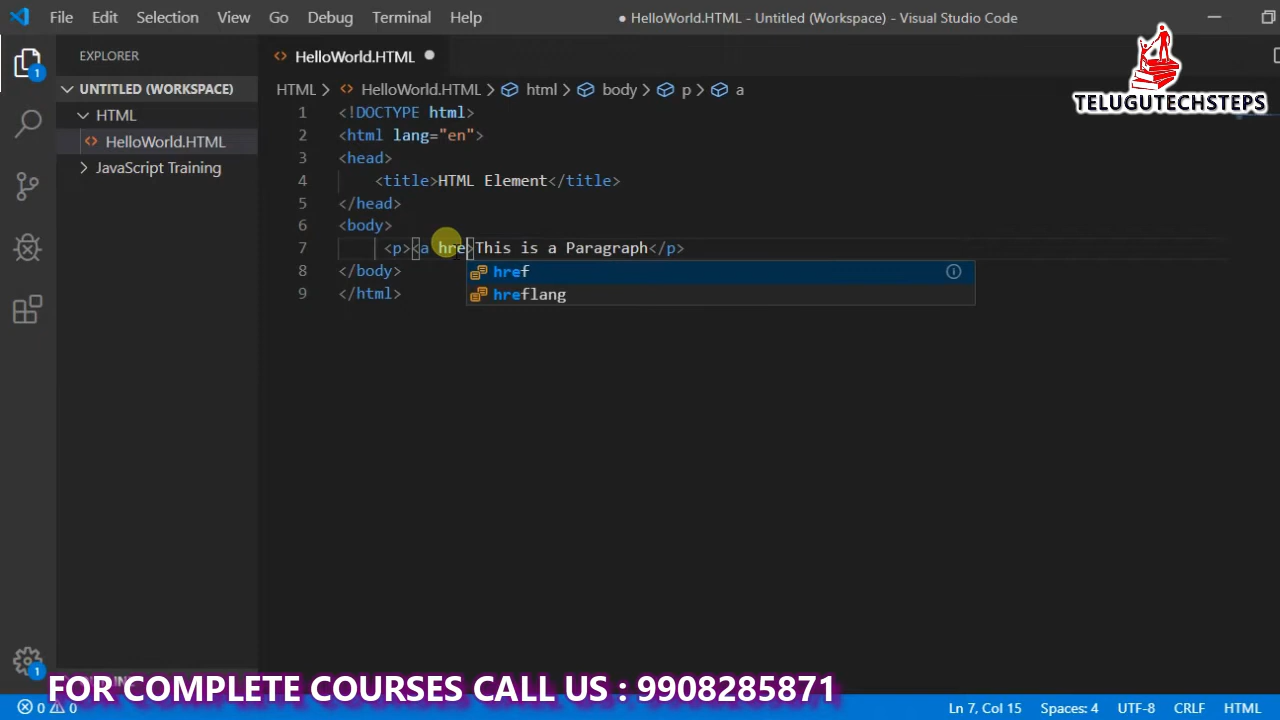 File Edit Selection View Go Debug Terminal Help ● HelloWorld.HTML - Untitled (Workspace) - Visual Studio Code
TELUGUTECHSTEPS
EXPLORER
HelloWorld.HTML
UNTITLED (WORKSPACE)
HTML
HelloWorld.HTML
JavaScript Training
HTML > HelloWorld.HTML > html > body > p > a
1 <!DOCTYPE html>
2 <html lang="en">
3 <head>
4 <title>HTML Element</title>
5 </head>
6 <body>
7 <p><a hre>This is a Paragraph</p>
href
hreflang
8 </body>
9 </html>
1
1
FOR COMPLETE COURSES CALL US : 9908285871
0 0 Ln 7, Col 15 Spaces: 4 UTF-8 CRLF HTML